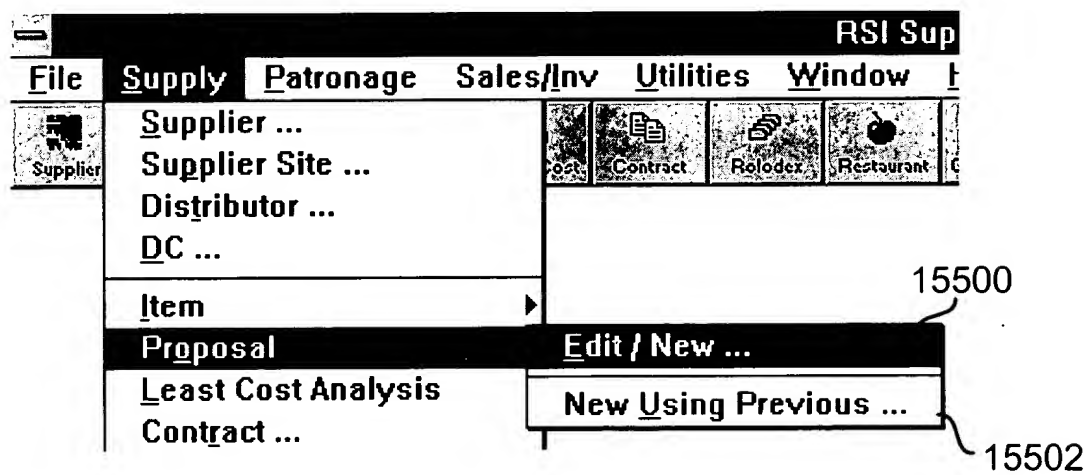 RSI Sup
File Supply Patronage Sales/Inv Utilities Window H
Supplier Cost Contract Rolodex Restaurant
Supplier ...
Supplier Site ...
Distributor ...
DC ...
Item
Proposal
Edit / New ...
Least Cost Analysis
New Using Previous ...
Contract ...
15500
15502